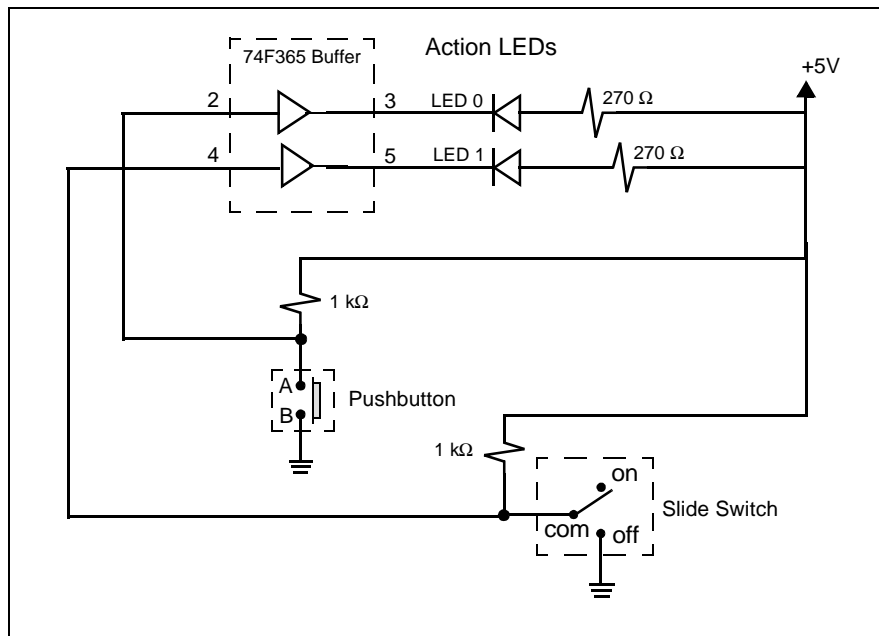 Action LEDs
74F365 Buffer
+5V
2
3
LED 0
270 Ω
4
5
LED 1
270 Ω
1 kΩ
A
B
Pushbutton
1 kΩ
on
com
off
Slide Switch